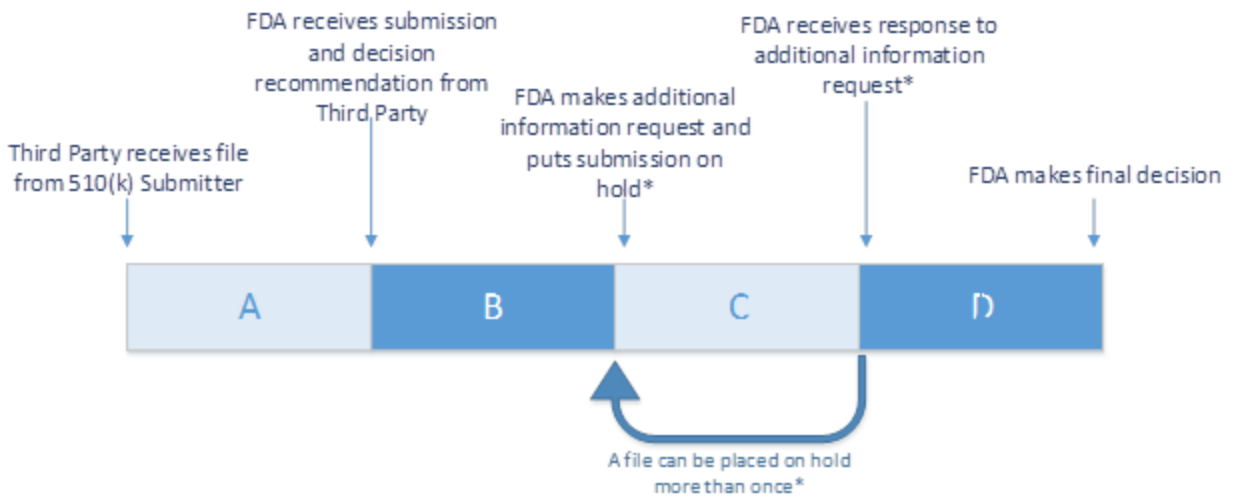 FDA receives submission
and decision
recommendation from
Third Party
FDA receives response to
additional information
request*
FDA makes additional
information request and
puts submission on
hold*
Third Party receives file
from 510(k) Submitter
FDA makes final decision
A
B
C
D
A file can be placed on hold
more than once*